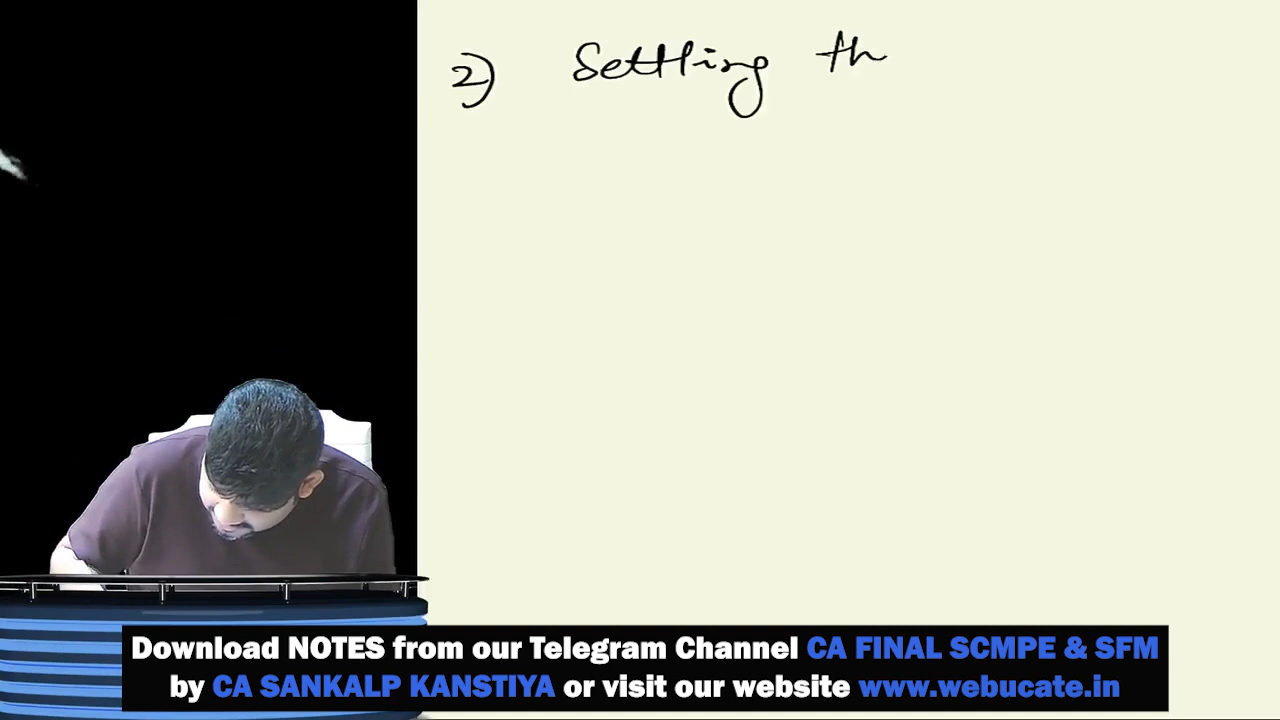 2) Settling th
Download NOTES from our Telegram Channel CA FINAL SCMPE & SFM
by CA SANKALP KANSTIYA or visit our website www.webucate.in